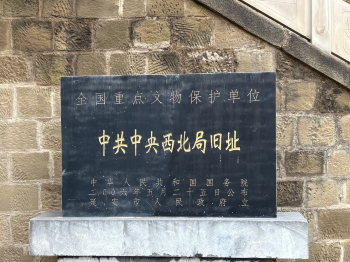 全国重点文物保护单位
中共中央西北局旧址
中华人民共和国国务院
二〇〇六年五月二十五日公布
延安市人民政府立